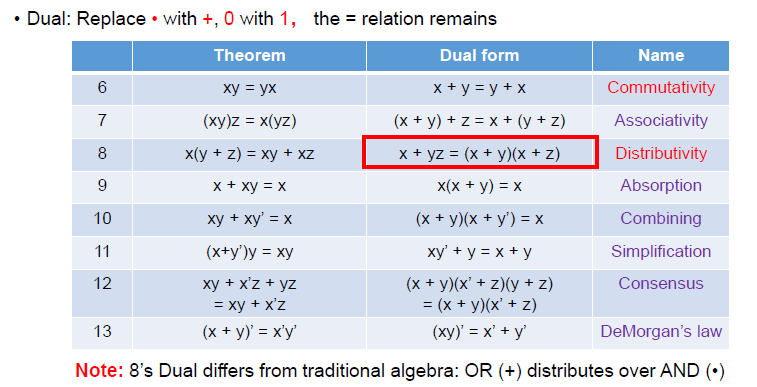 • Dual: Replace • with +, 0 with 1， the = relation remains
Theorem Dual form Name
6 xy = yx x + y = y + x Commutativity
7 (xy)z = x(yz) (x + y) + z = x + (y + z) Associativity
8 x(y + z) = xy + xz x + yz = (x + y)(x + z) Distributivity
9 x + xy = x x(x + y) = x Absorption
10 xy + xy’ = x (x + y)(x + y’) = x Combining
11 (x+y’)y = xy xy’ + y = x + y Simplification
12 xy + x’z + yz (x + y)(x’ + z)(y + z) Consensus
= xy + x’z = (x + y)(x’ + z)
13 (x + y)’ = x’y’ (xy)’ = x’ + y’ DeMorgan’s law
Note: 8’s Dual differs from traditional algebra: OR (+) distributes over AND (•)